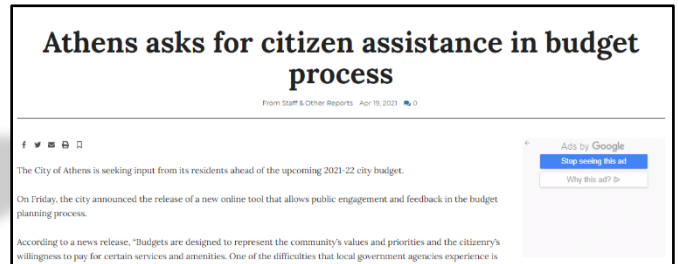 Athens asks for citizen assistance in budget
process
From Staff & Other Reports Apr 19, 2021 0
Ads by Google
Stop seeing this ad
Why this ad?
The City of Athens is seeking input from its residents ahead of the upcoming 2021-22 city budget.
On Friday, the city announced the release of a new online tool that allows public engagement and feedback in the budget
planning process.
According to a news release, “Budgets are designed to represent the community’s values and priorities and the citizenry’s
willingness to pay for certain services and amenities. One of the difficulties that local government agencies experience is